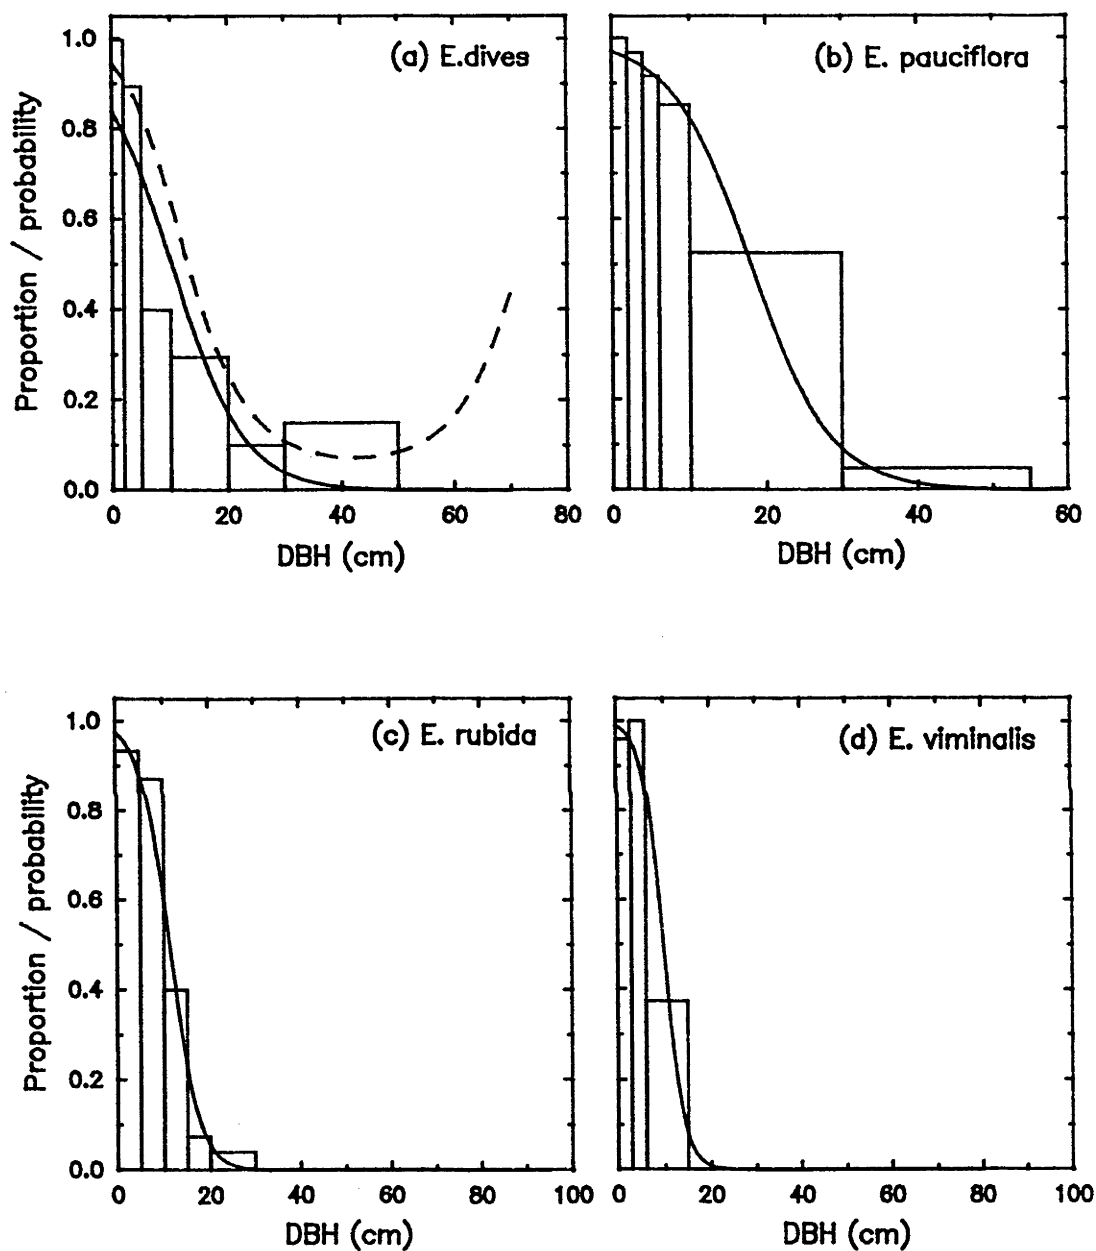 (a) E.dives
1.0
0.8
0.6
0.4
0.2
0.0
Proportion / probability
0 20 40 60 80
DBH (cm)
(b) E. pauciflora
0 20 40 60
DBH (cm)
(c) E. rubida
1.0
0.8
0.6
0.4
0.2
0.0
Proportion / probability
0 20 40 60 80 100
DBH (cm)
(d) E. viminalis
0 20 40 60 80 100
DBH (cm)